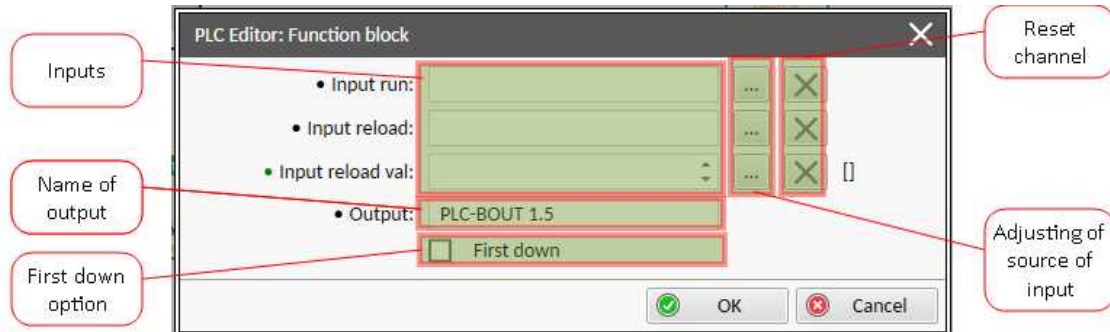 PLC Editor: Function block
Reset
channel
Inputs
• Input run:
...
• Input reload:
...
• Input reload val:
...
[]
Name of
output
• Output:
PLC-BOUT 1.5
First down
First down
option
Adjusting of
source of
input
OK
Cancel